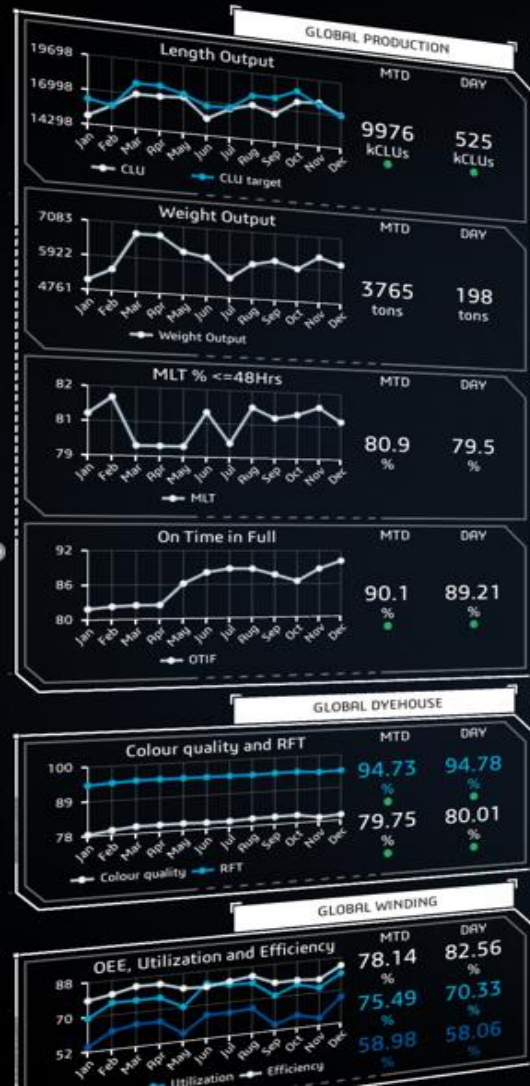 GLOBAL PRODUCTION
Length Output
MTD DAY
19698
16998
14298
Jan Feb Mar Apr May Jun Jul Aug Sep Oct Nov Dec
CLU CLU target
9976 525
kCLUs kCLUs
Weight Output
MTD DAY
7083
5922
4761
Jan Feb Mar Apr May Jun Jul Aug Sep Oct Nov Dec
Weight Output
3765 198
tons tons
MLT % <=48Hrs
MTD DAY
82
81
79
Jan Feb Mar Apr May Jun Jul Aug Sep Oct Nov Dec
MLT
80.9 79.5
% %
On Time in Full
MTD DAY
92
86
80
Jan Feb Mar Apr May Jun Jul Aug Sep Oct Nov Dec
OTIF
90.1 89.21
% %
GLOBAL DYEHOUSE
Colour quality and RFT
MTD DAY
100
89
78
Jan Feb Mar Apr May Jun Jul Aug Sep Oct Nov Dec
Colour quality RFT
94.73 94.78
% %
79.75 80.01
% %
GLOBAL WINDING
OEE, Utilization and Efficiency
MTD DAY
88
70
52
Jan Feb Mar Apr May Jun Jul Aug Sep Oct Nov Dec
Utilization Efficiency
78.14 82.56
% %
75.49 70.33
% %
58.98 58.06
% %